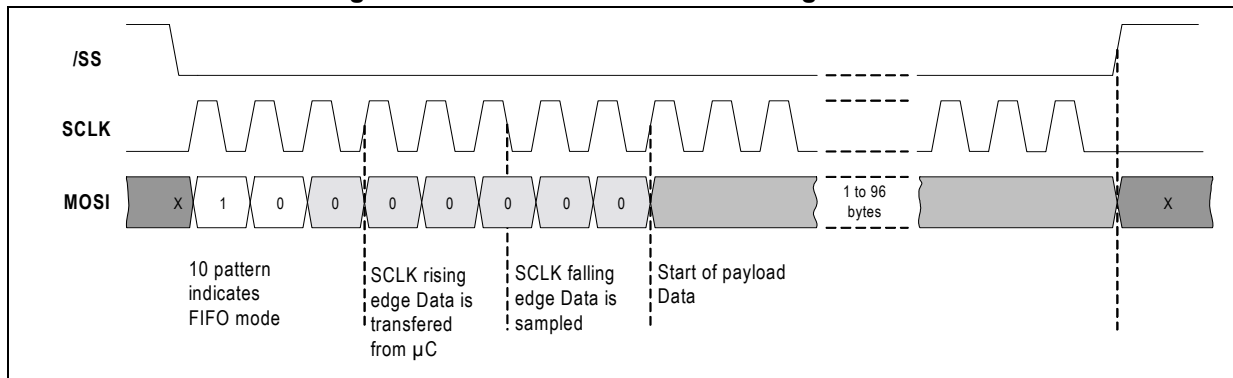 /SS
SCLK
MOSI
X 1 0 0 0 0 0 0 0
1 to 96
bytes
X
10 pattern
indicates
FIFO mode
SCLK rising
edge Data is
transfered
from µC
SCLK falling
edge Data is
sampled
Start of payload
Data